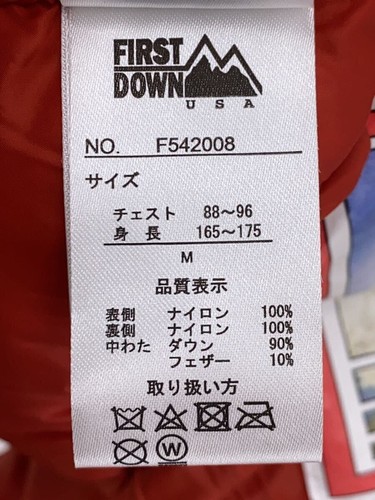 FIRST
DOWN
USA
NO. F542008
サイズ
チェスト 88～96
身長 165～175
M
品質表示
表側 ナイロン 100%
裏側 ナイロン 100%
中わた ダウン 90%
フェザー 10%
取り扱い方
W